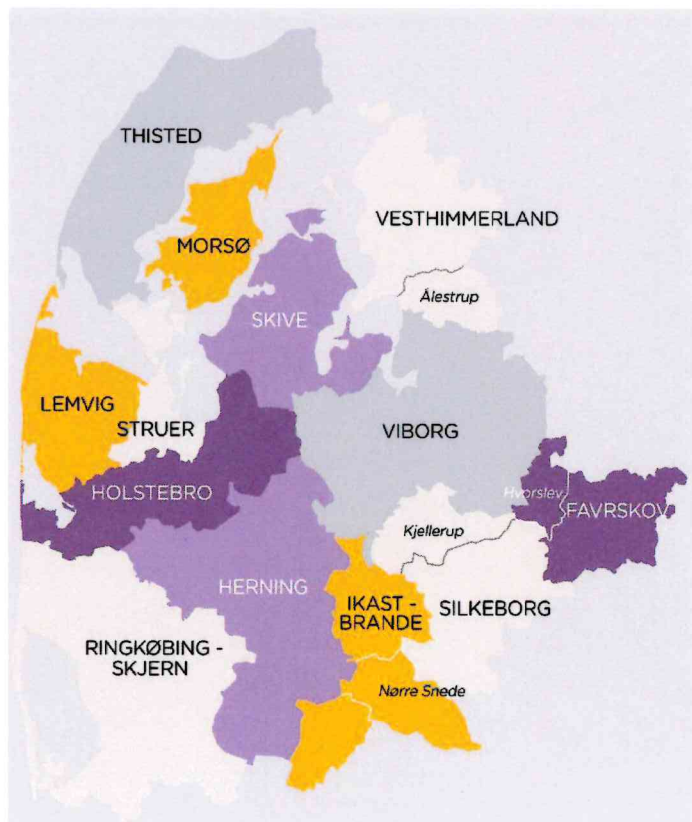 THISTED
VESTHIMMERLAND
MORSØ
Ålestrup
SKIVE
LEMVIG
STRUER
VIBORG
HOLSTEBRO
Hvorslev
FAVRSKOV
Kjellerup
HERNING
IKAST -
BRANDE
SILKEBORG
RINGKØBING -
SKJERN
Nørre Snede